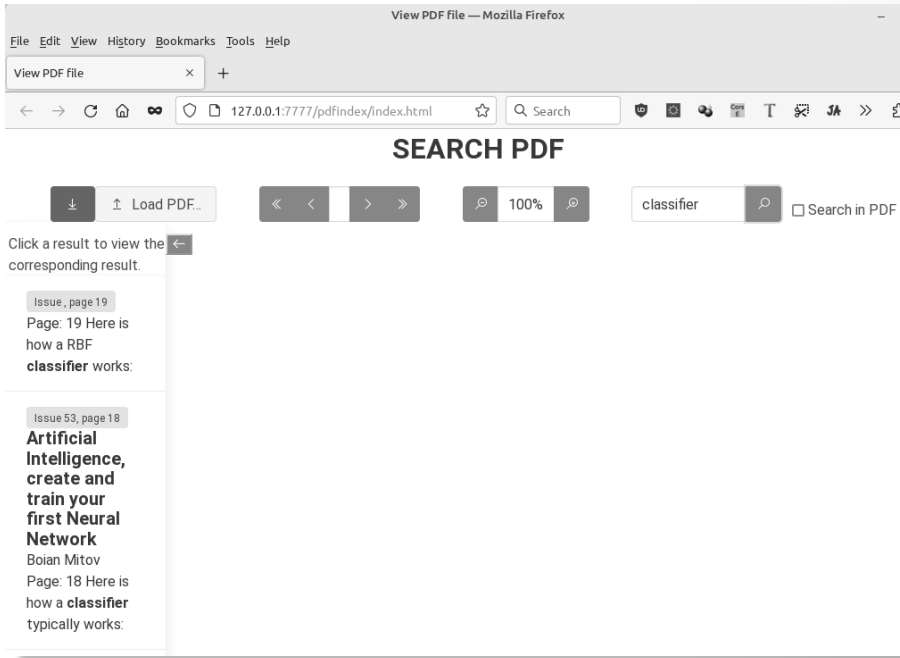 View PDF file — Mozilla Firefox
File Edit View History Bookmarks Tools Help
View PDF file
127.0.0.1:7777/pdfindex/index.html
Search
SEARCH PDF
Load PDF...
100%
classifier
Search in PDF
Click a result to view the
corresponding result.
Issue , page 19
Page: 19 Here is
how a RBF
classifier works:
Issue 53, page 18
Artificial
Intelligence,
create and
train your
first Neural
Network
Boian Mitov
Page: 18 Here is
how a classifier
typically works: